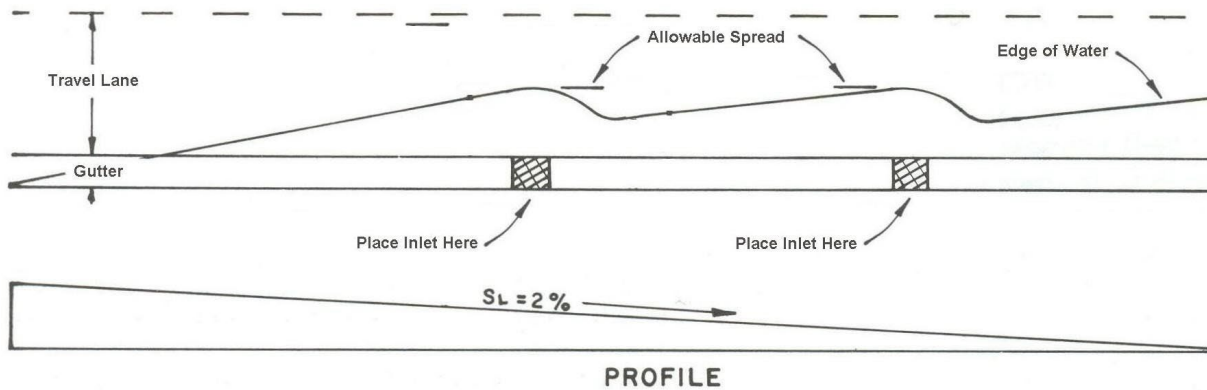 Allowable Spread
Edge of Water
Travel Lane
Gutter
Place Inlet Here
Place Inlet Here
SL = 2%
PROFILE